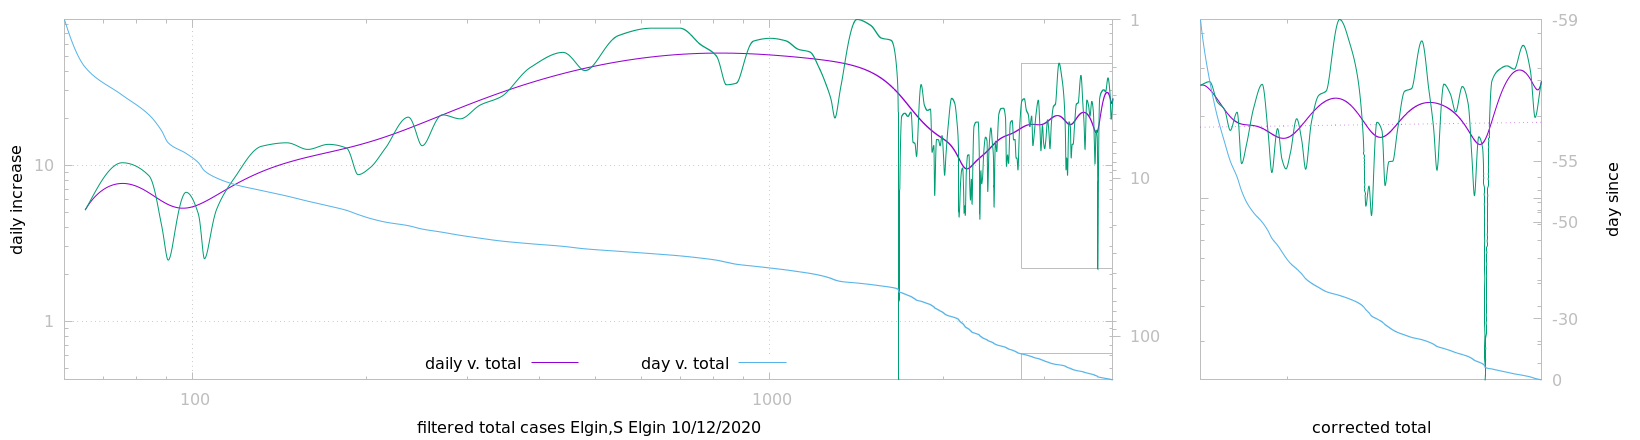 daily increase
10
1
100
1000
1
10
100
daily v. total
day v. total
filtered total cases Elgin,S Elgin 10/12/2020
-59
-55
-50
-30
0
day since
corrected total